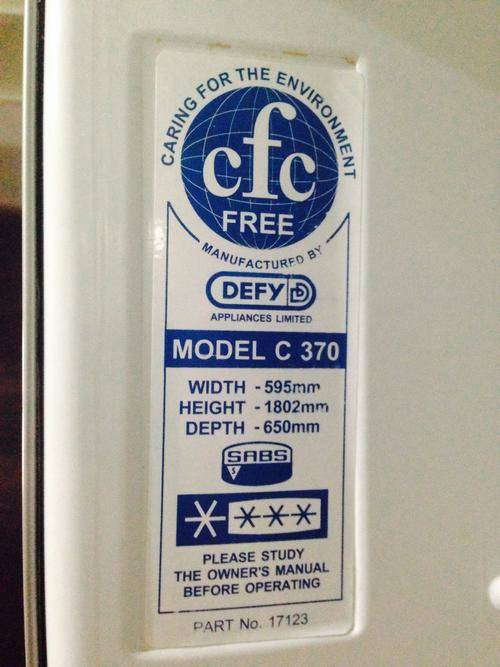 CARING FOR THE ENVIRONMENT
cfc
FREE
MANUFACTURED BY
DEFY D
APPLIANCES LIMITED
MODEL C 370
WIDTH - 595mm
HEIGHT - 1802mm
DEPTH - 650mm
SABS
S
PLEASE STUDY
THE OWNER'S MANUAL
BEFORE OPERATING
PART No. 17123